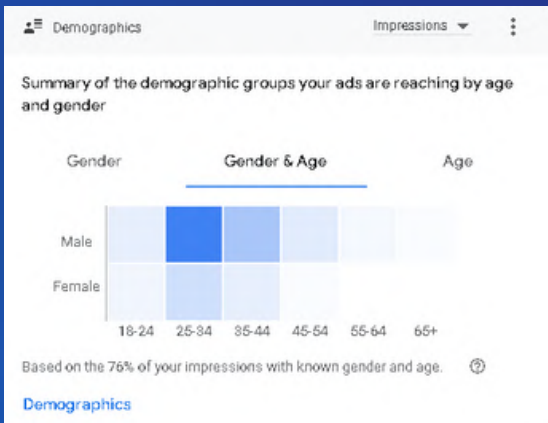 Demographics
Impressions
Summary of the demographic groups your ads are reaching by age
and gender
Gender
Gender & Age
Age
Male
Female
18-24 25-34 35-44 45-54 55-64 65+
Based on the 76% of your impressions with known gender and age.
Demographics